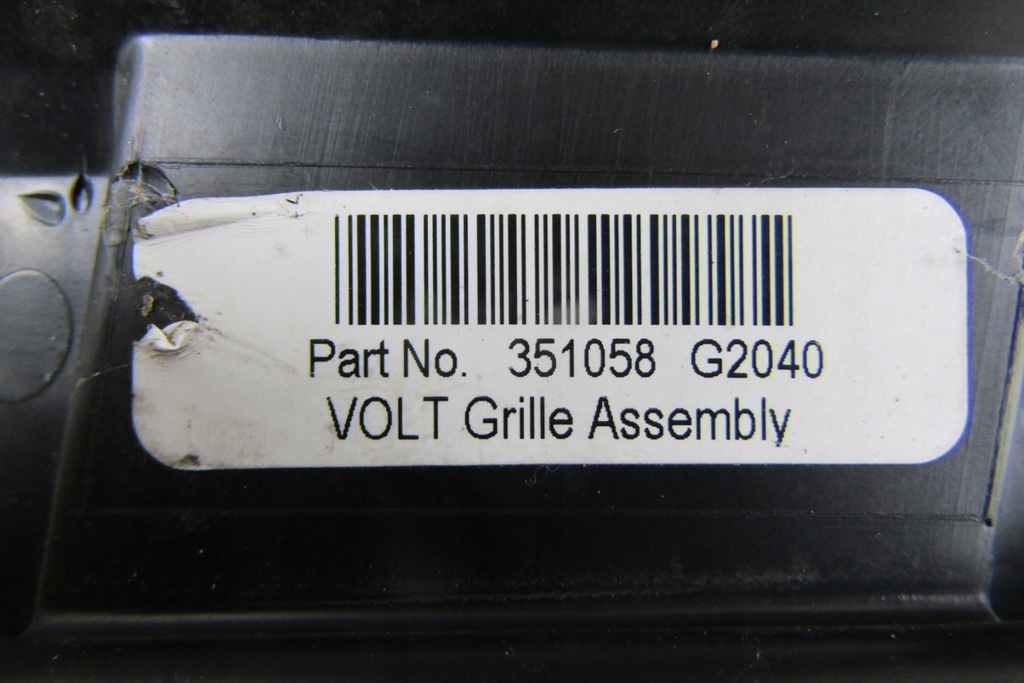 Part No. 351058 G2040
VOLT Grille Assembly